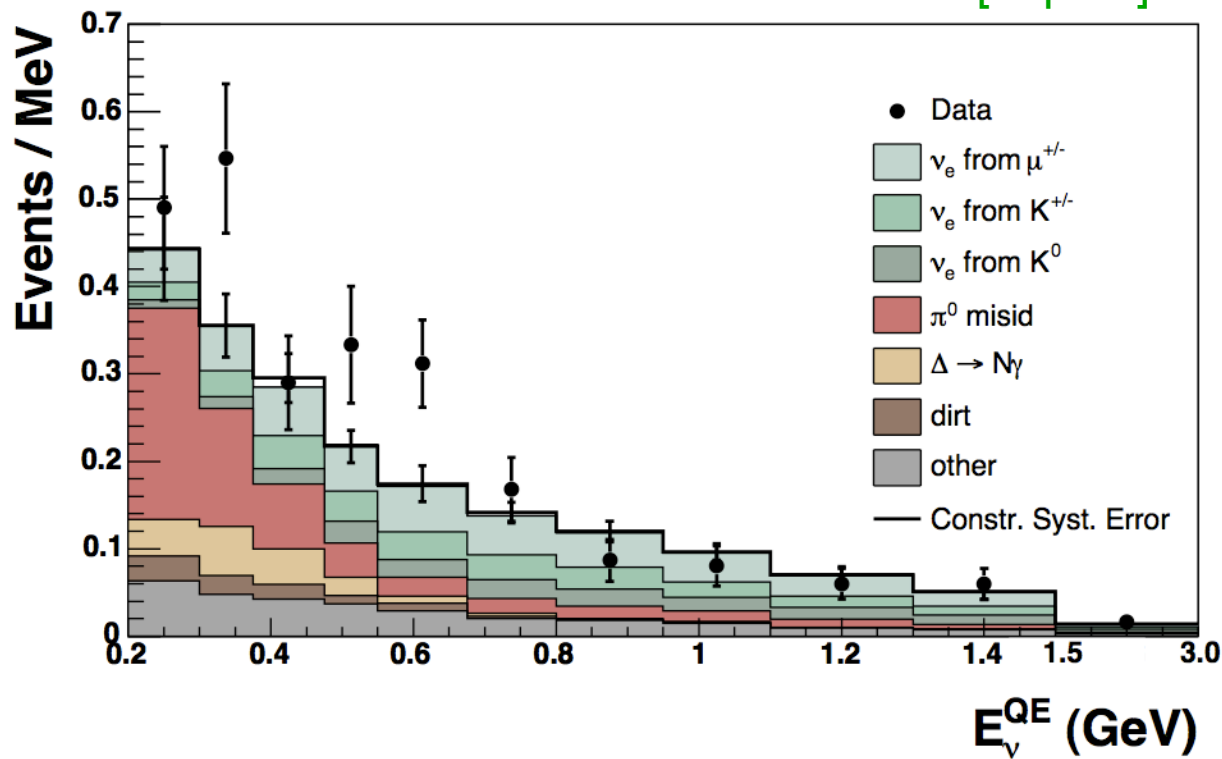 0.7
0.6
0.5
0.4
0.3
0.2
0.1
0
Events / MeV
Data
νe from μ+/-
νe from K+/-
νe from K0
π0 misid
Δ → Nγ
dirt
other
Constr. Syst. Error
0.2 0.4 0.6 0.8 1 1.2 1.4 1.5 3.0
EνQE (GeV)